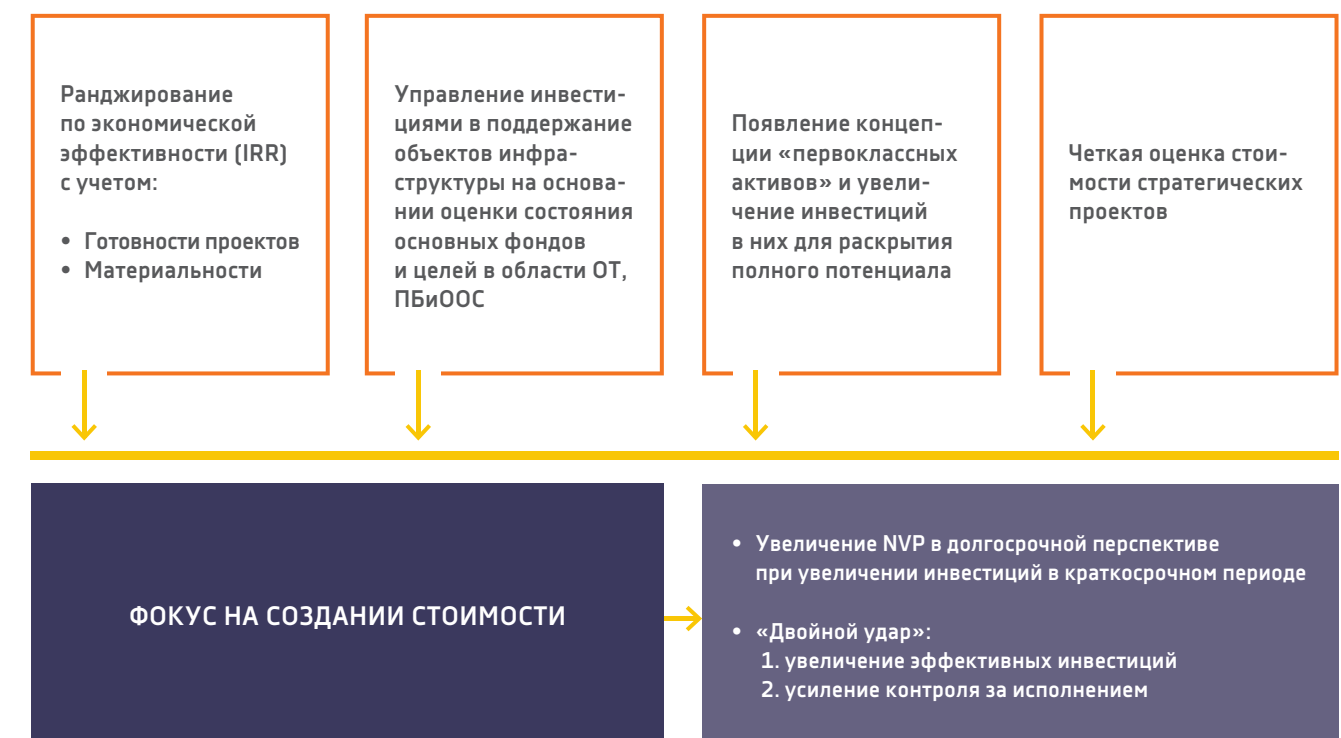 Ранджирование
по экономической
эффективности (IRR)
с учетом:
• Готовности проектов
• Материальности
Управление инвести-
циями в поддержание
объектов инфра-
структуры на основа-
нии оценки состояния
основных фондов
и целей в области ОТ,
ПБиООС
Появление концеп-
ции «первоклассных
активов» и увели-
чение инвестиций
в них для раскрытия
полного потенциала
Четкая оценка стои-
мости стратегических
проектов
ФОКУС НА СОЗДАНИИ СТОИМОСТИ
• Увеличение NVP в долгосрочной перспективе
при увеличении инвестиций в краткосрочном периоде
• «Двойной удар»:
1. увеличение эффективных инвестиций
2. усиление контроля за исполнением